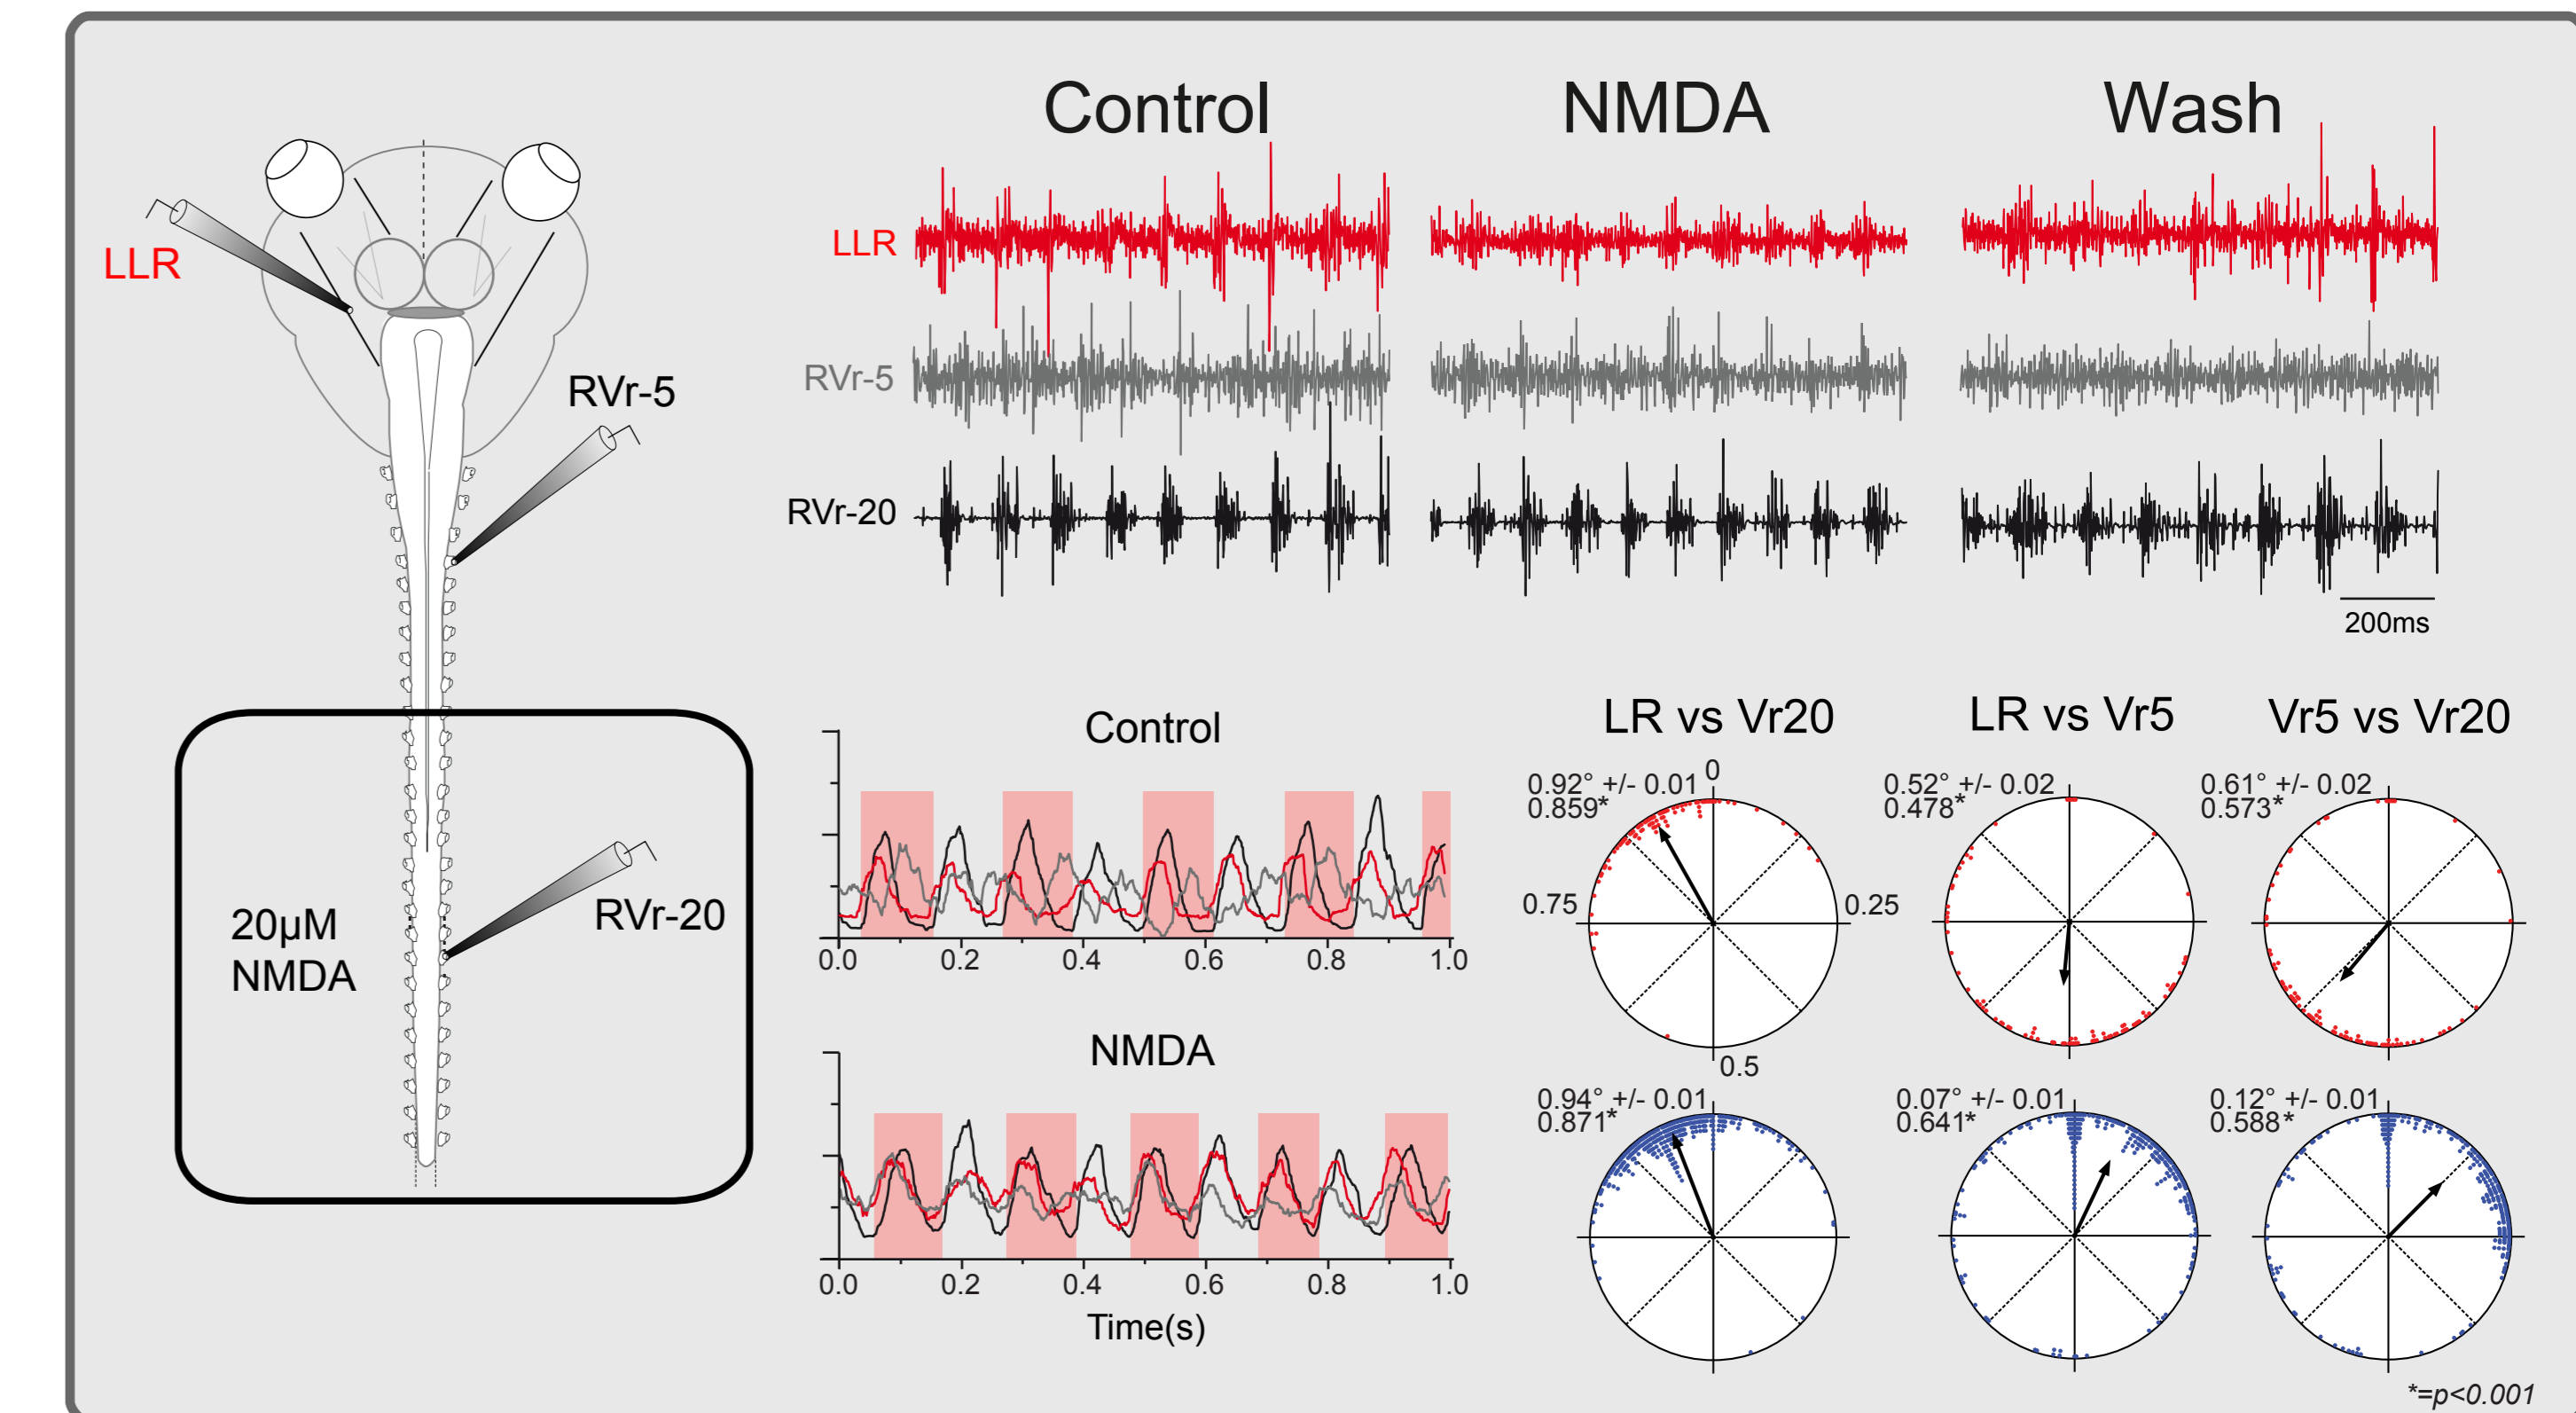 Control
NMDA
Wash
LLR
RVr-5
RVr-20
20µM
NMDA
LLR
RVr-5
RVr-20
200ms
Control
0.0 0.2 0.4 0.6 0.8 1.0
NMDA
0.0 0.2 0.4 0.6 0.8 1.0
Time(s)
LR vs Vr20
LR vs Vr5
Vr5 vs Vr20
0.92° +/- 0.01
0.859*
0
0.25
0.5
0.75
0.52° +/- 0.02
0.478*
0.61° +/- 0.02
0.573*
0.94° +/- 0.01
0.871*
0.07° +/- 0.01
0.641*
0.12° +/- 0.01
0.588*
*=p<0.001